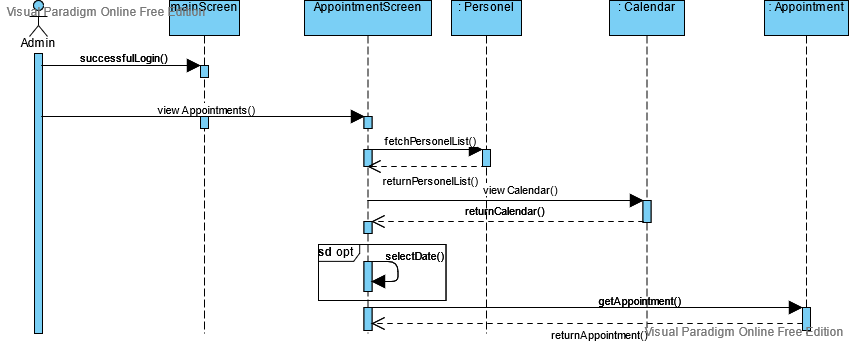 Visual Paradigm Online Free Edition
mainScreen
AppointmentScreen
: Personel
: Calendar
: Appointment
Admin
successfulLogin()
view Appointments()
fetchPersonelList()
returnPersonelList()
view Calendar()
returnCalendar()
sd opt
selectDate()
getAppointment()
returnAppointment()
Visual Paradigm Online Free Edition